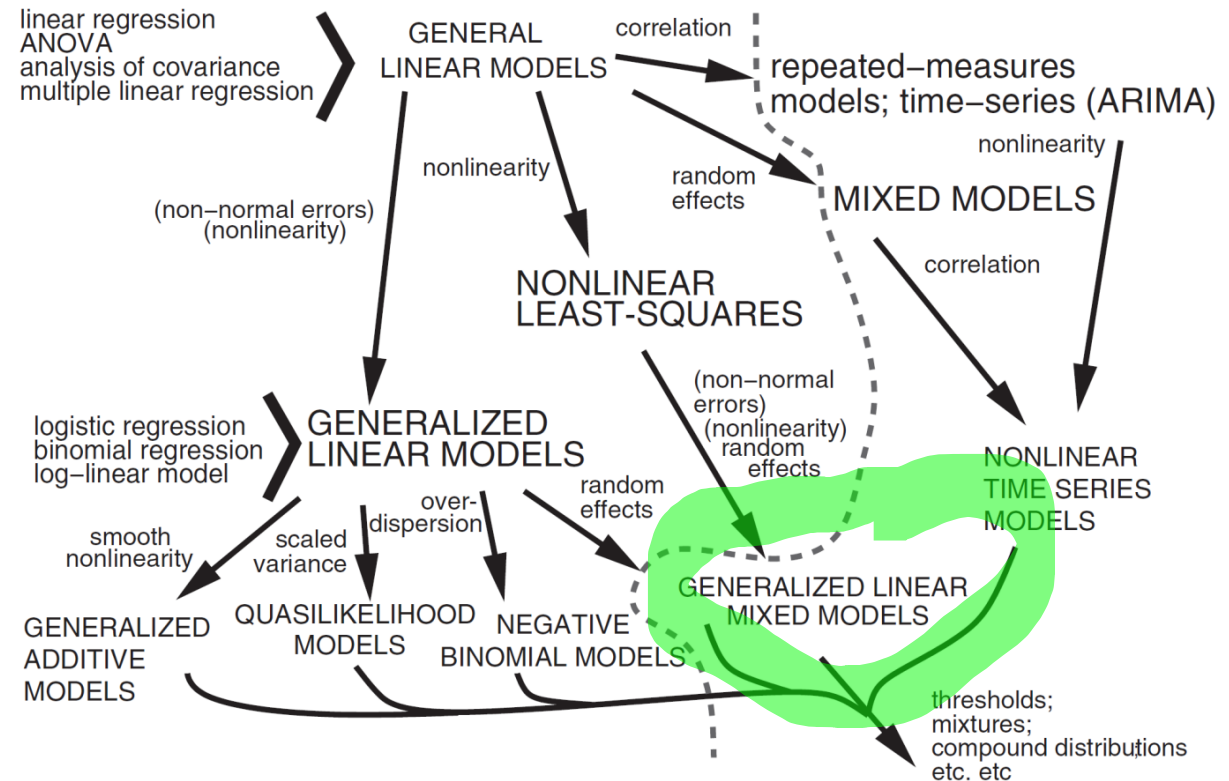 linear regression
ANOVA
analysis of covariance
multiple linear regression
GENERAL
LINEAR MODELS
correlation
repeated−measures
models; time−series (ARIMA)
nonlinearity
nonlinearity
random
effects
MIXED MODELS
(non−normal errors)
(nonlinearity)
correlation
NONLINEAR
LEAST-SQUARES
(non−normal
errors)
(nonlinearity)
random
effects
logistic regression
binomial regression
log−linear model
GENERALIZED
LINEAR MODELS
NONLINEAR
TIME SERIES
MODELS
smooth
nonlinearity
scaled
variance
over-
dispersion
random
effects
GENERALIZED
ADDITIVE
MODELS
QUASILIKELIHOOD
MODELS
NEGATIVE
BINOMIAL MODELS
GENERALIZED LINEAR
MIXED MODELS
thresholds;
mixtures;
compound distributions;
etc. etc